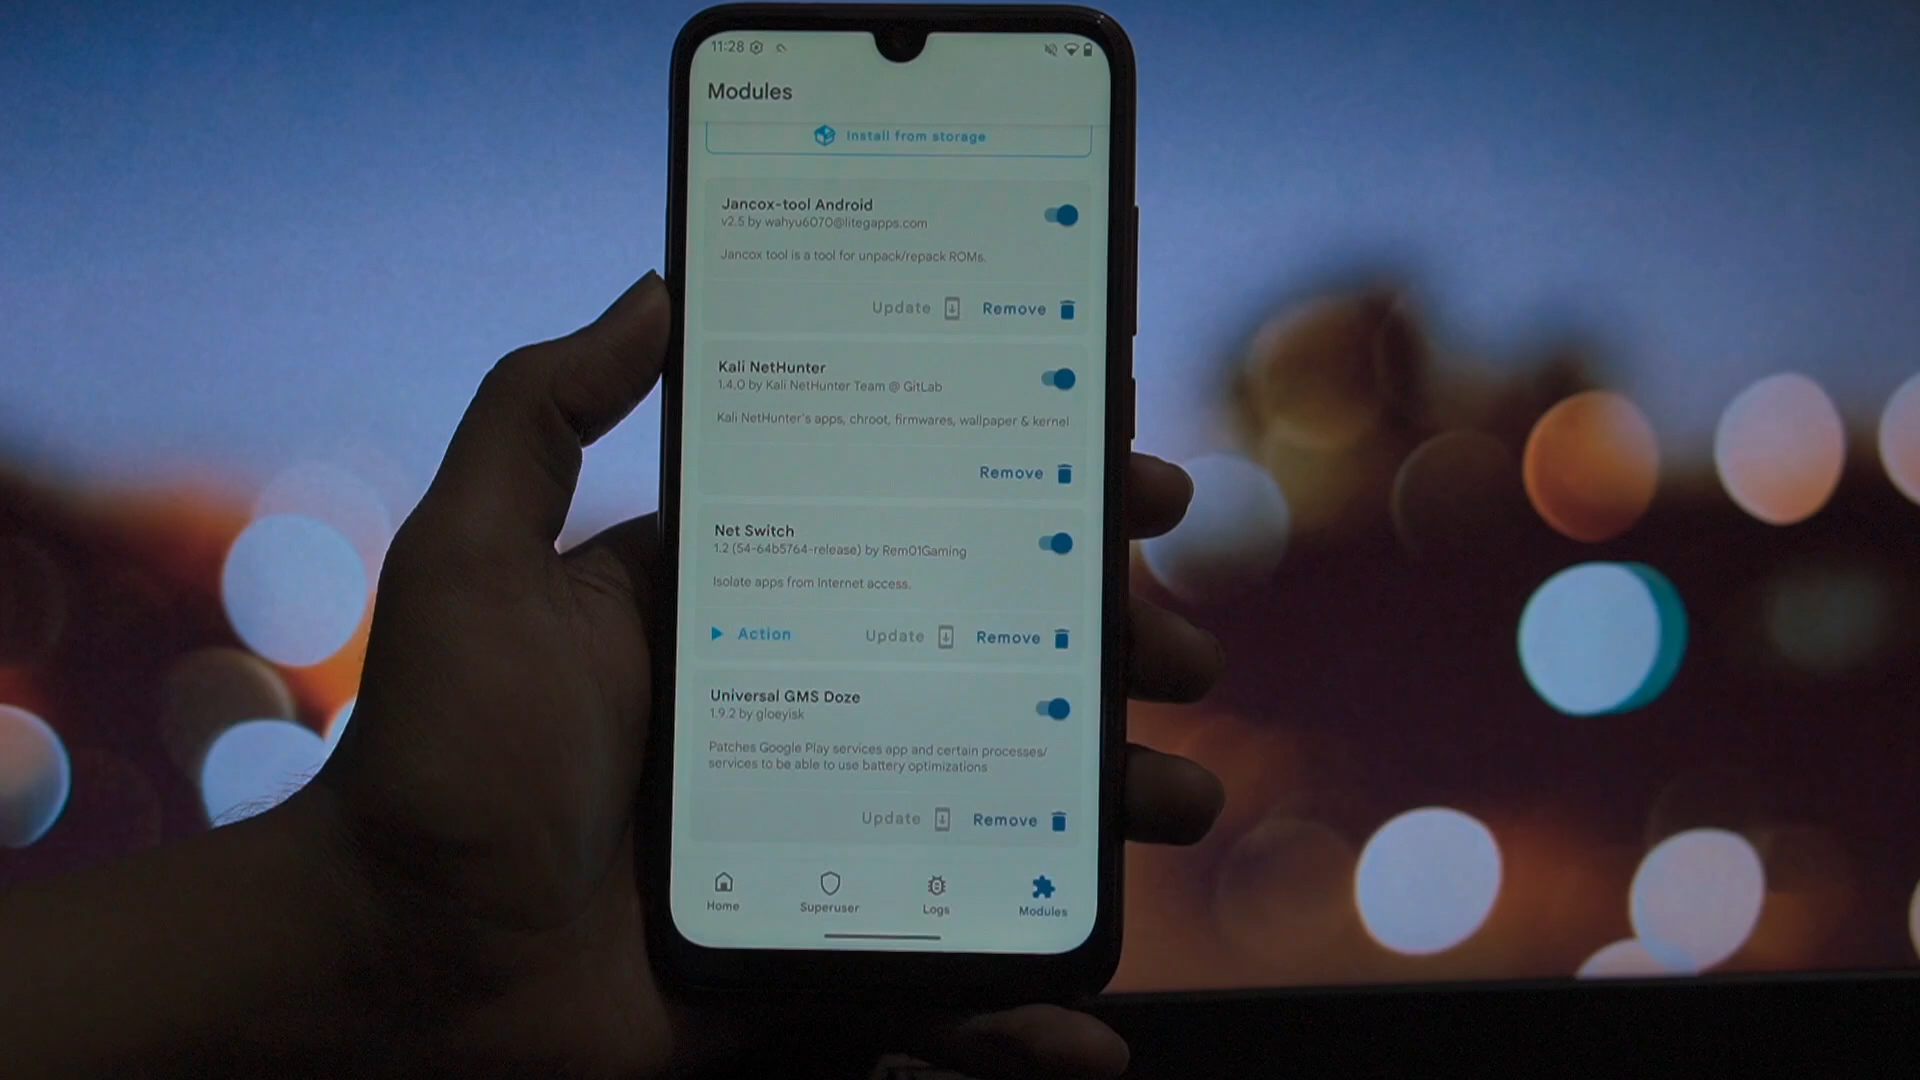 11:28
Modules
Install from storage
Jancox-tool Android
v2.5 by wahyu6070@litegapps.com
Jancox tool is a tool for unpack/repack ROMs.
Update Remove
Kali NetHunter
1.4.0 by Kali NetHunter Team @ GitLab
Kali NetHunter's apps, chroot, firmwares, wallpaper & kernel
Remove
Net Switch
1.2 (54-64b5764-release) by Rem01Gaming
Isolate apps from Internet access.
Action Update Remove
Universal GMS Doze
1.9.2 by gloeyisk
Patches Google Play services app and certain processes/
services to be able to use battery optimizations
Update Remove
Home Superuser Logs Modules